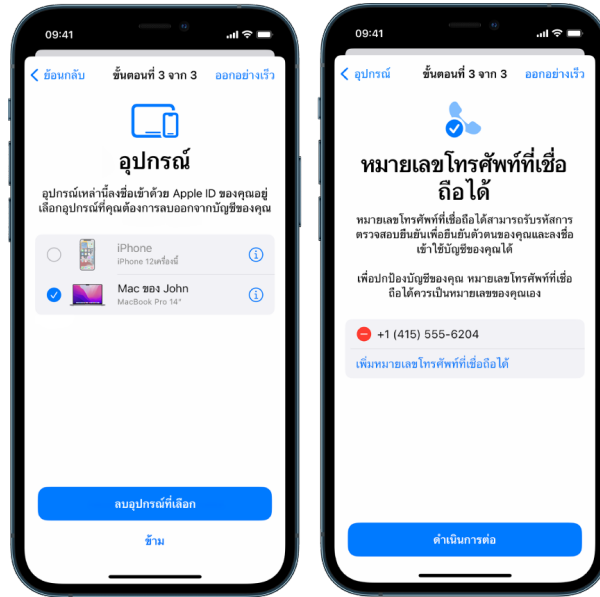 09:41
ย้อนกลับ
ขั้นตอนที่ 3 จาก 3
ออกอย่างเร็ว
อุปกรณ์
อุปกรณ์เหล่านี้ลงชื่อเข้าด้วย Apple ID ของคุณอยู่
เลือกอุปกรณ์ที่คุณต้องการลบออกจากบัญชีของคุณ
iPhone
iPhone 12เครื่องนี้
Mac ของ John
MacBook Pro 14"
ลบอุปกรณ์ที่เลือก
ข้าม
09:41
อุปกรณ์
ขั้นตอนที่ 3 จาก 3
ออกอย่างเร็ว
หมายเลขโทรศัพท์ที่เชื่อ
ถือได้
หมายเลขโทรศัพท์ที่เชื่อถือได้สามารถรับรหัสการ
ตรวจสอบยืนยันเพื่อยืนยันตัวตนของคุณและลงชื่อ
เข้าใช้บัญชีของคุณได้
เพื่อปกป้องบัญชีของคุณ หมายเลขโทรศัพท์ที่เชื่อ
ถือได้ควรเป็นหมายเลขของคุณเอง
+1 (415) 555-6204
เพิ่มหมายเลขโทรศัพท์ที่เชื่อถือได้
ดำเนินการต่อ